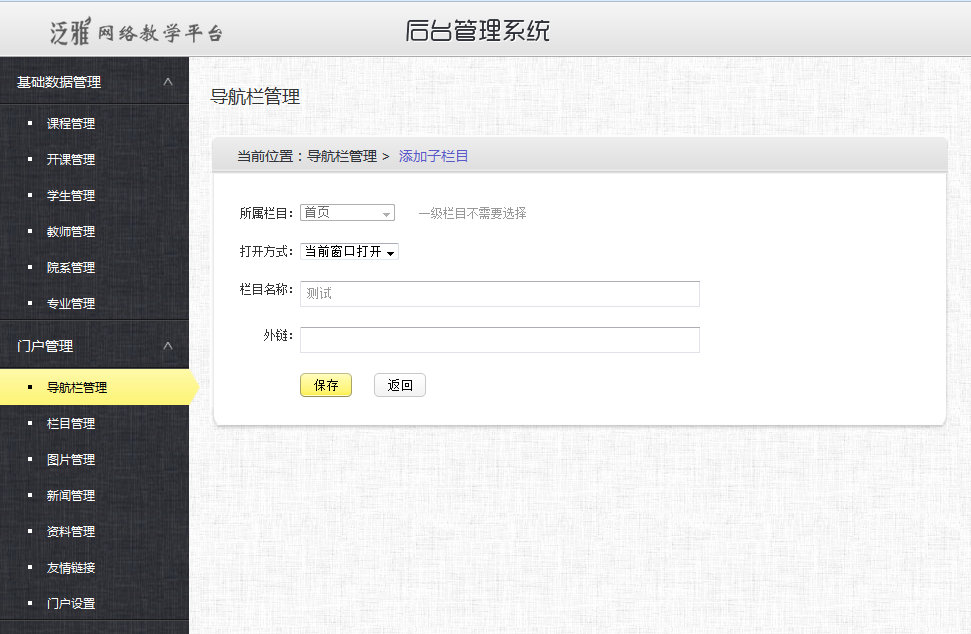 泛雅网络教学平台
后台管理系统
基础数据管理
课程管理
开课管理
学生管理
教师管理
院系管理
专业管理
门户管理
导航栏管理
栏目管理
图片管理
新闻管理
资料管理
友情链接
门户设置
导航栏管理
当前位置：导航栏管理 > 添加子栏目
所属栏目： 首页 一级栏目不需要选择
打开方式： 当前窗口打开
栏目名称： 测试
外链：
保存 返回